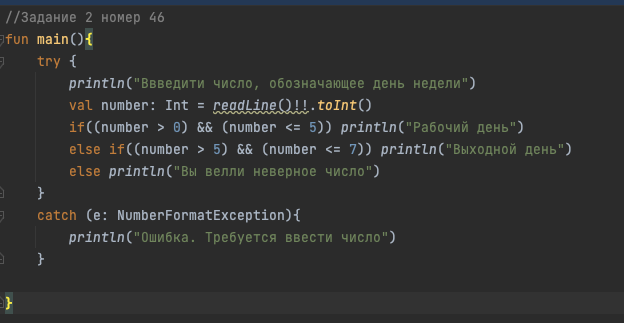 //Задание 2 номер 46
fun main(){
try {
println("Ввведити число, обозначающее день недели")
val number: Int = readLine()!!.toInt()
if((number > 0) && (number <= 5)) println("Рабочий день")
else if((number > 5) && (number <= 7)) println("Выходной день")
else println("Вы велли неверное число")
}
catch (e: NumberFormatException){
println("Ошибка. Требуется ввести число")
}
}